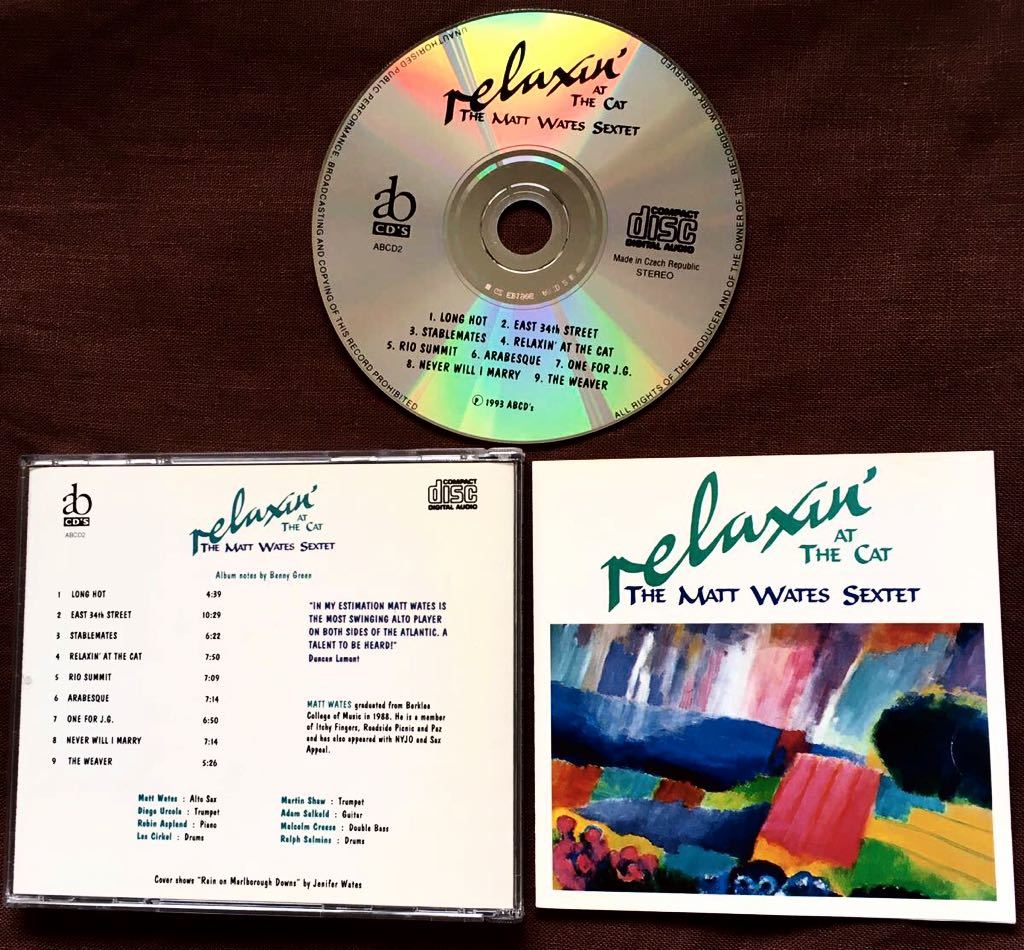 relaxin'
AT
THE CAT
THE MATT WATES SEXTET
ab
CD'S
ABCD2
COMPACT
disc
DIGITAL AUDIO
Made in Czech Republic
STEREO
1. LONG HOT 2. EAST 34th STREET
3. STABLEMATES 4. RELAXIN' AT THE CAT
5. RIO SUMMIT 6. ARABESQUE 7. ONE FOR J.G.
8. NEVER WILL I MARRY 9. THE WEAVER
℗ 1993 ABCD's
ALL RIGHTS OF THE PRODUCER AND OF THE OWNER OF THE RECORDED WORK RESERVED
UNAUTHORISED PUBLIC PERFORMANCE, BROADCASTING AND COPYING OF THIS RECORD PROHIBITED
ab
CD'S
ABCD2
relaxin'
AT
THE CAT
THE MATT WATES SEXTET
COMPACT
disc
DIGITAL AUDIO
Album notes by Benny Green
1 LONG HOT 4:39
2 EAST 34th STREET 10:29
3 STABLEMATES 6:22
4 RELAXIN' AT THE CAT 7:50
5 RIO SUMMIT 7:09
6 ARABESQUE 7:14
7 ONE FOR J.G. 6:50
8 NEVER WILL I MARRY 7:14
9 THE WEAVER 5:26
"IN MY ESTIMATION MATT WATES IS
THE MOST SWINGING ALTO PLAYER
ON BOTH SIDES OF THE ATLANTIC. A
TALENT TO BE HEARD!"
Duncan Lamont
MATT WATES graduated from Berklee
College of Music in 1988. He is a member
of Itchy Fingers, Roadside Picnic and Paz
and has also appeared with NYJO and Sax
Appeal.
Matt Wates : Alto Sax
Dingo Urcola : Trumpet
Robin Aspland : Piano
Les Cirkel : Drums
Martin Shaw : Trumpet
Adam Salkeld : Guitar
Malcolm Creese : Double Bass
Ralph Salmins : Drums
Cover shows "Rain on Marlborough Downs" by Jenifer Wates
relaxin'
AT
THE CAT
THE MATT WATES SEXTET